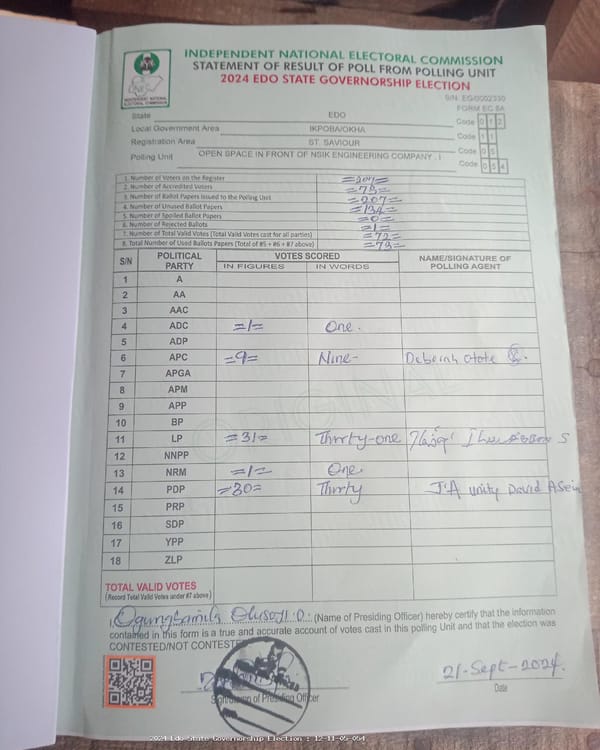 INDEPENDENT NATIONAL ELECTORAL COMMISSION
STATEMENT OF RESULT OF POLL FROM POLLING UNIT
2024 EDO STATE GOVERNORSHIP ELECTION
INDEPENDENT NATIONAL ELECTORAL COMMISSION
S/N: EG/0002330
FORM EC 8A
State EDO Code 0 1 2
Local Government Area IKPOBA/OKHA Code 1 1
Registration Area ST. SAVIOUR Code 0 5
Polling Unit OPEN SPACE IN FRONT OF NSIK ENGINEERING COMPANY . I Code 0 5 4
1. Number of Voters on the Register =207=
2. Number of Accredited Voters =73=
3. Number of Ballot Papers Issued to the Polling Unit =207=
4. Number of Unused Ballot Papers =134=
5. Number of Spoiled Ballot Papers =0=
6. Number of Rejected Ballots =1=
7. Number of Total Valid Votes (Total Valid Votes cast for all parties) =72=
8. Total Number of Used Ballots Papers (Total of #5 + #6 + #7 above) =73=
S/N POLITICAL PARTY VOTES SCORED NAME/SIGNATURE OF POLLING AGENT
IN FIGURES IN WORDS
1 A
2 AA
3 AAC
4 ADC =1= One.
5 ADP
6 APC =9= Nine- Deborah
7 APGA
8 APM
9 APP
10 BP
11 LP =31= Thirty-one
12 NNPP
13 NRM =1= One.
14 PDP =30= Thirty J'A unity David
15 PRP
16 SDP
17 YPP
18 ZLP
ORIGINAL
TOTAL VALID VOTES
(Record Total Valid Votes under #7 above)
I, Olusoji O. (Name of Presiding Officer) hereby certify that the information
contained in this form is a true and accurate account of votes cast in this polling Unit and that the election was
CONTESTED/NOT CONTEST
21-Sept-2024.
Signature of Presiding Officer Date
2024 Edo State Governorship Election : 12-11-05-054